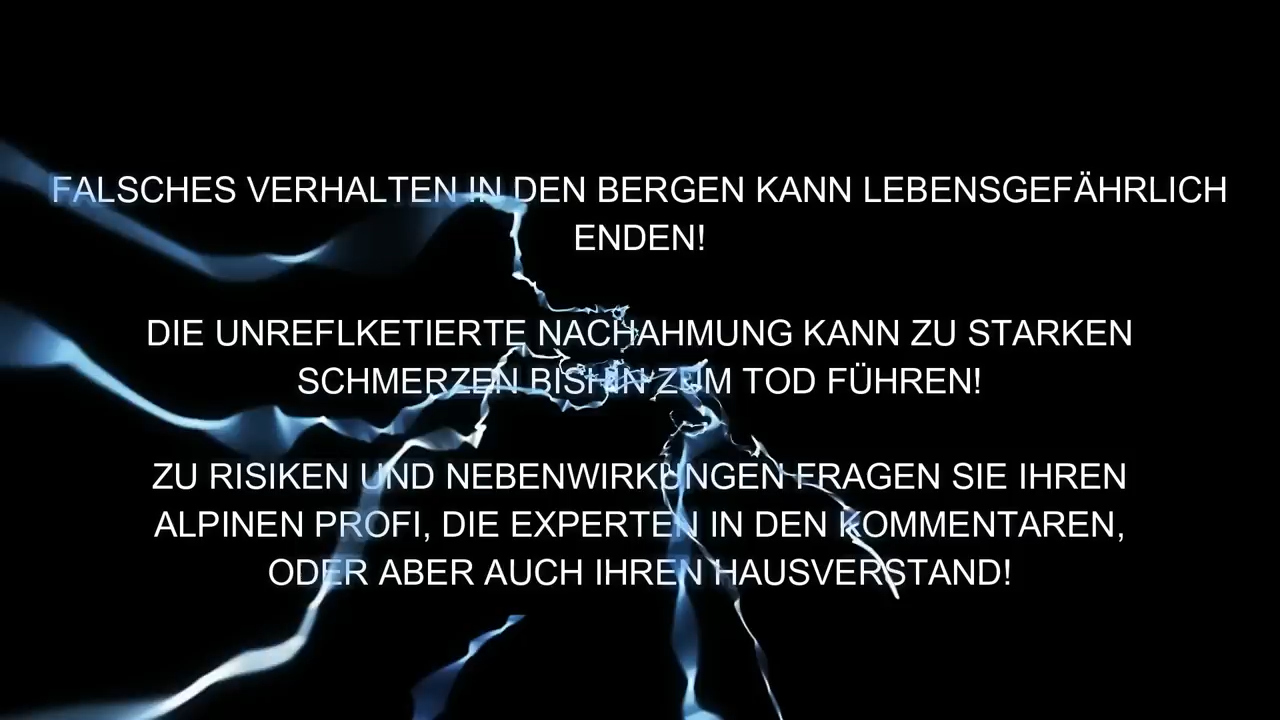 FALSCHES VERHALTEN IN DEN BERGEN KANN LEBENSGEFÄHRLICH
ENDEN!
DIE UNREFLKETIERTE NACHAHMUNG KANN ZU STARKEN
SCHMERZEN BISHIN ZUM TOD FÜHREN!
ZU RISIKEN UND NEBENWIRKUNGEN FRAGEN SIE IHREN
ALPINEN PROFI, DIE EXPERTEN IN DEN KOMMENTAREN,
ODER ABER AUCH IHREN HAUSVERSTAND!